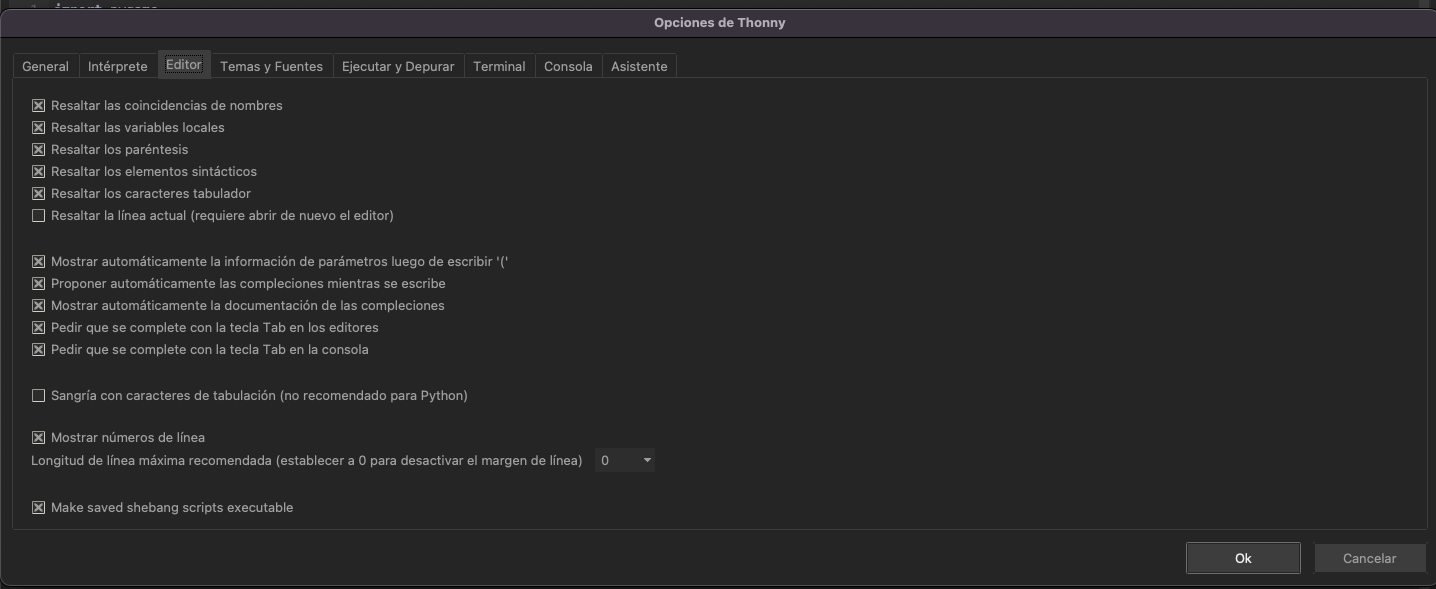 Opciones de Thonny
General Intérprete Editor Temas y Fuentes Ejecutar y Depurar Terminal Consola Asistente
Resaltar las coincidencias de nombres
Resaltar las variables locales
Resaltar los paréntesis
Resaltar los elementos sintácticos
Resaltar los caracteres tabulador
Resaltar la línea actual (requiere abrir de nuevo el editor)
Mostrar automáticamente la información de parámetros luego de escribir '('
Proponer automáticamente las compleciones mientras se escribe
Mostrar automáticamente la documentación de las compleciones
Pedir que se complete con la tecla Tab en los editores
Pedir que se complete con la tecla Tab en la consola
Sangría con caracteres de tabulación (no recomendado para Python)
Mostrar números de línea
Longitud de línea máxima recomendada (establecer a 0 para desactivar el margen de línea) 0
Make saved shebang scripts executable
Ok Cancelar